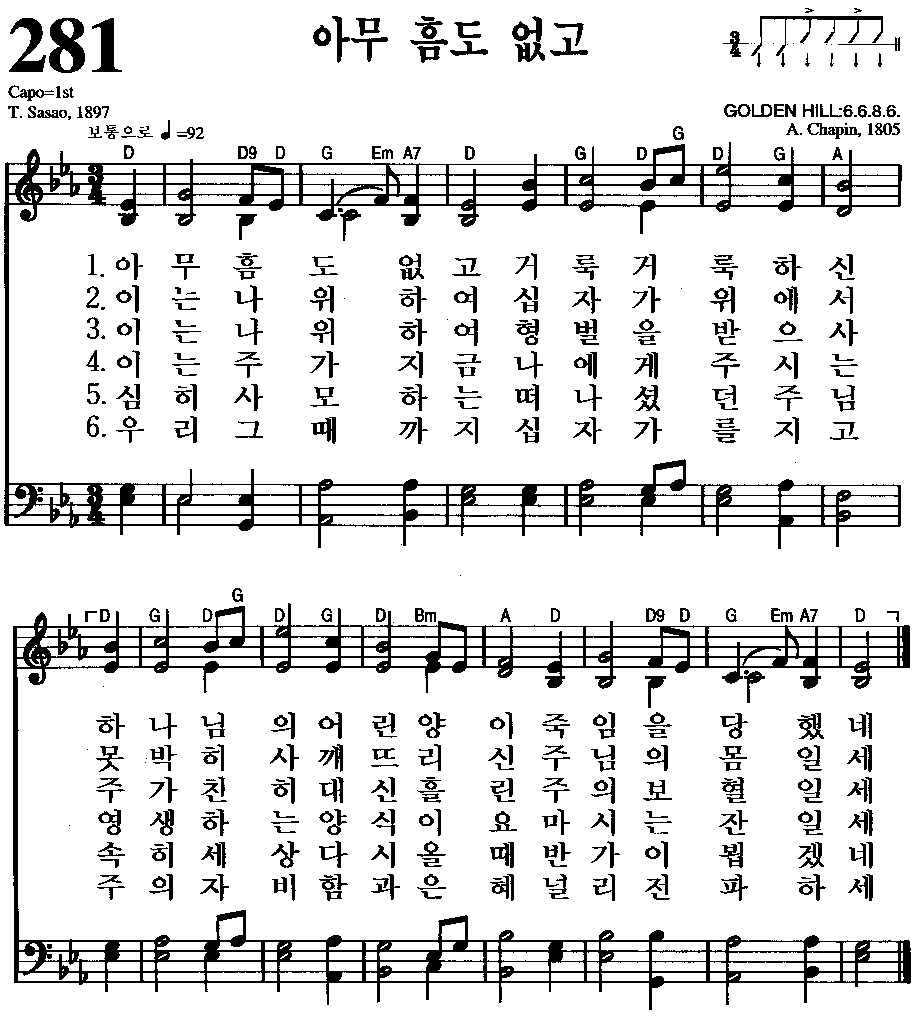 281
아무 흠도 없고
3/4
Capo=1st
T. Sasao, 1897
GOLDEN HILL:6.6.8.6.
A. Chapin, 1805
보통으로 ♩=92
D D9 D G Em A7 D G D G D G A
1. 아 무 흠 도 없 고 거 룩 거 룩 하 신
2. 이 는 나 위 하 여 십 자 가 위 에 서
3. 이 는 나 위 하 여 형 벌 을 받 으 사
4. 이 는 주 가 지 금 나 에 게 주 시 는
5. 심 히 사 모 하 는 떠 나 셨 던 주 님
6. 우 리 그 때 까 지 십 자 가 를 지 고
D G D G D G D Bm A D D9 D G Em A7 D
하 나 님 의 어 린 양 이 죽 임 을 당 했 네
못 박 히 사 깨 뜨 리 신 주 님 의 몸 일 세
주 가 친 히 대 신 흘 린 주 의 보 혈 일 세
영 생 하 는 양 식 이 요 마 시 는 잔 일 세
속 히 세 상 다 시 올 때 반 가 이 뵙 겠 네
주 의 자 비 함 과 은 혜 널 리 전 파 하 세